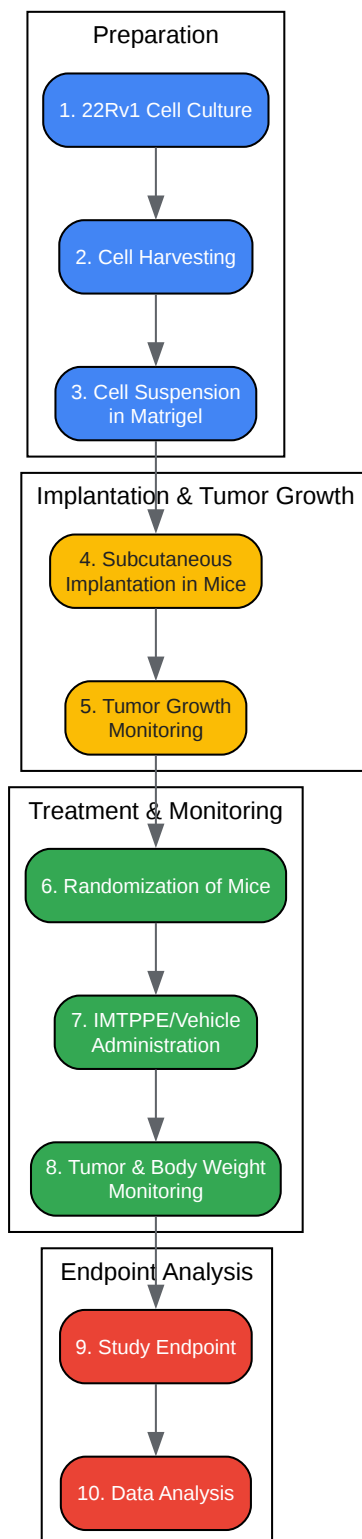 Preparation
1. 22Rv1 Cell Culture
2. Cell Harvesting
3. Cell Suspension
in Matrigel
Implantation & Tumor Growth
4. Subcutaneous
Implantation in Mice
5. Tumor Growth
Monitoring
Treatment & Monitoring
6. Randomization of Mice
7. IMTPPE/Vehicle
Administration
8. Tumor & Body Weight
Monitoring
Endpoint Analysis
9. Study Endpoint
10. Data Analysis